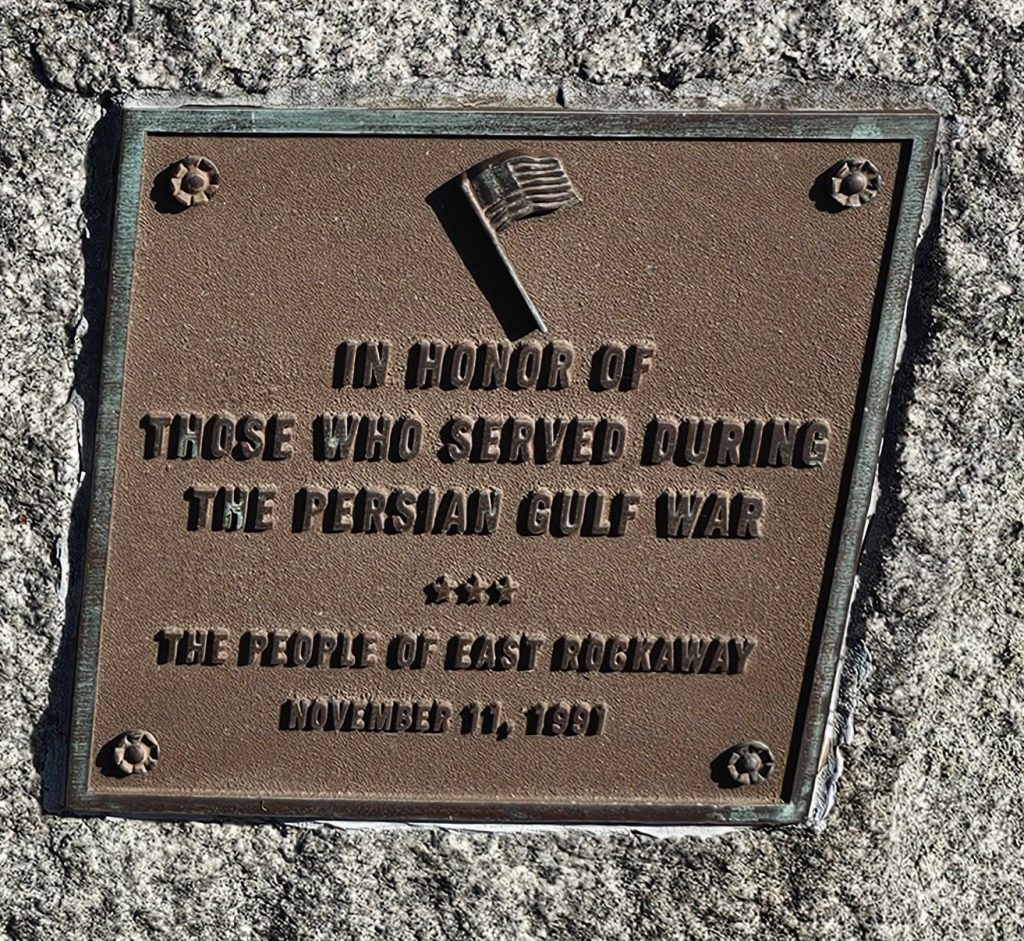 IN HONOR OF
THOSE WHO SERVED DURING
THE PERSIAN GULF WAR
★★★
THE PEOPLE OF EAST ROCKAWAY
NOVEMBER 11, 1991